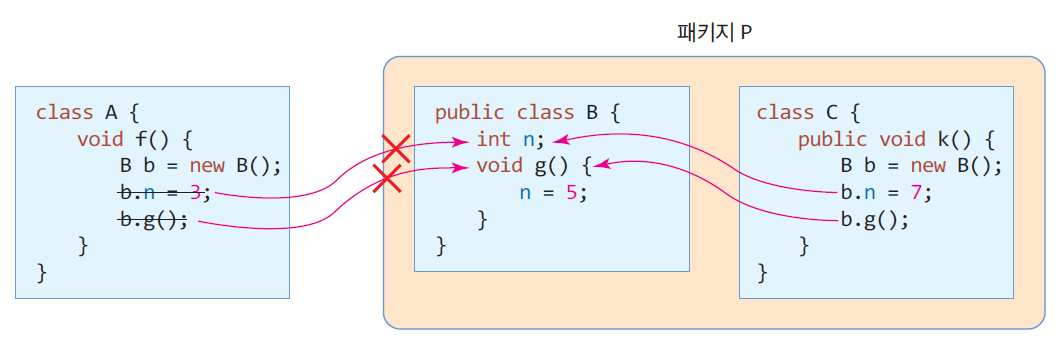 패키지 P
class A {
void f() {
B b = new B();
b.n = 3;
b.g();
}
}
public class B {
int n;
void g() {
n = 5;
}
}
class C {
public void k() {
B b = new B();
b.n = 7;
b.g();
}
}